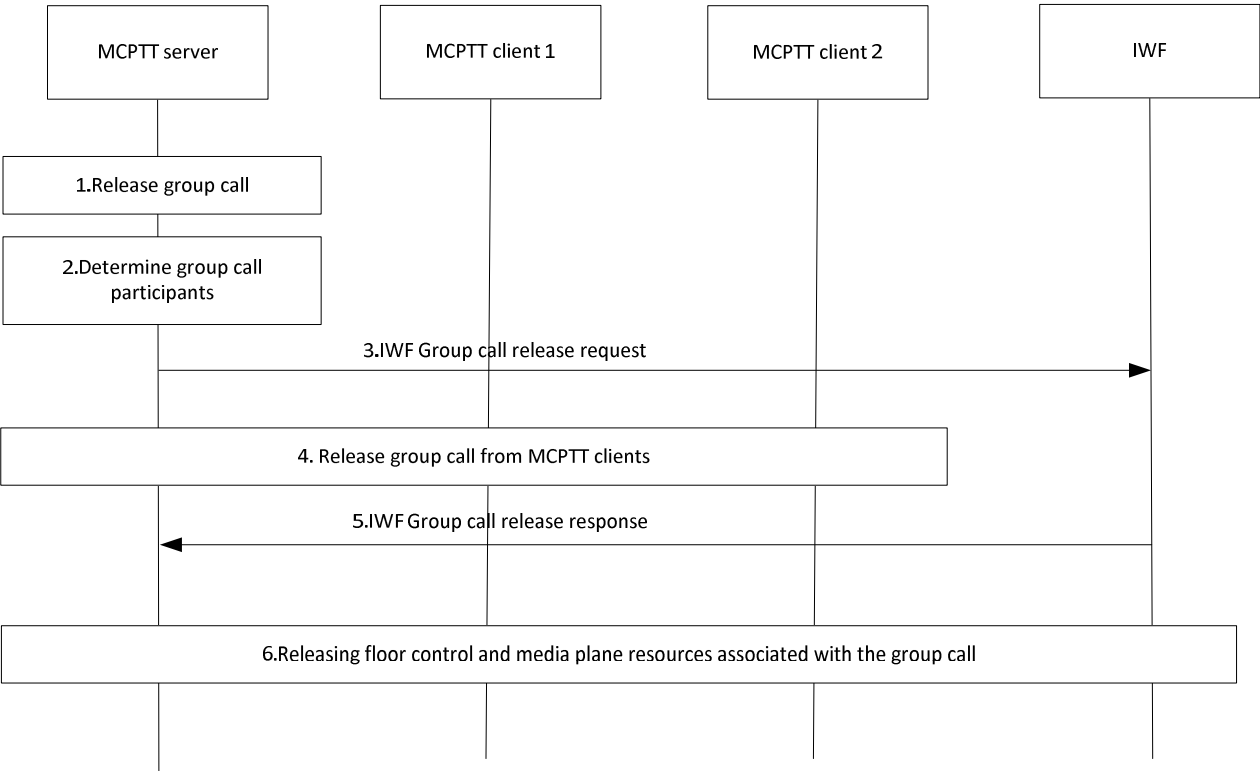 MCPTT server
MCPTT client 1
MCPTT client 2
IWF
1.Release group call
2.Determine group call
participants
3.IWF Group call release request
4. Release group call from MCPTT clients
5.IWF Group call release response
6.Releasing floor control and media plane resources associated with the group call